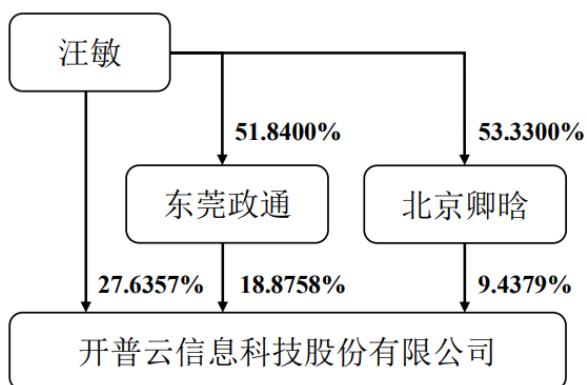 汪敏
51.8400%
53.3300%
东莞政通
北京卿晗
27.6357%
18.8758%
9.4379%
开普云信息科技股份有限公司